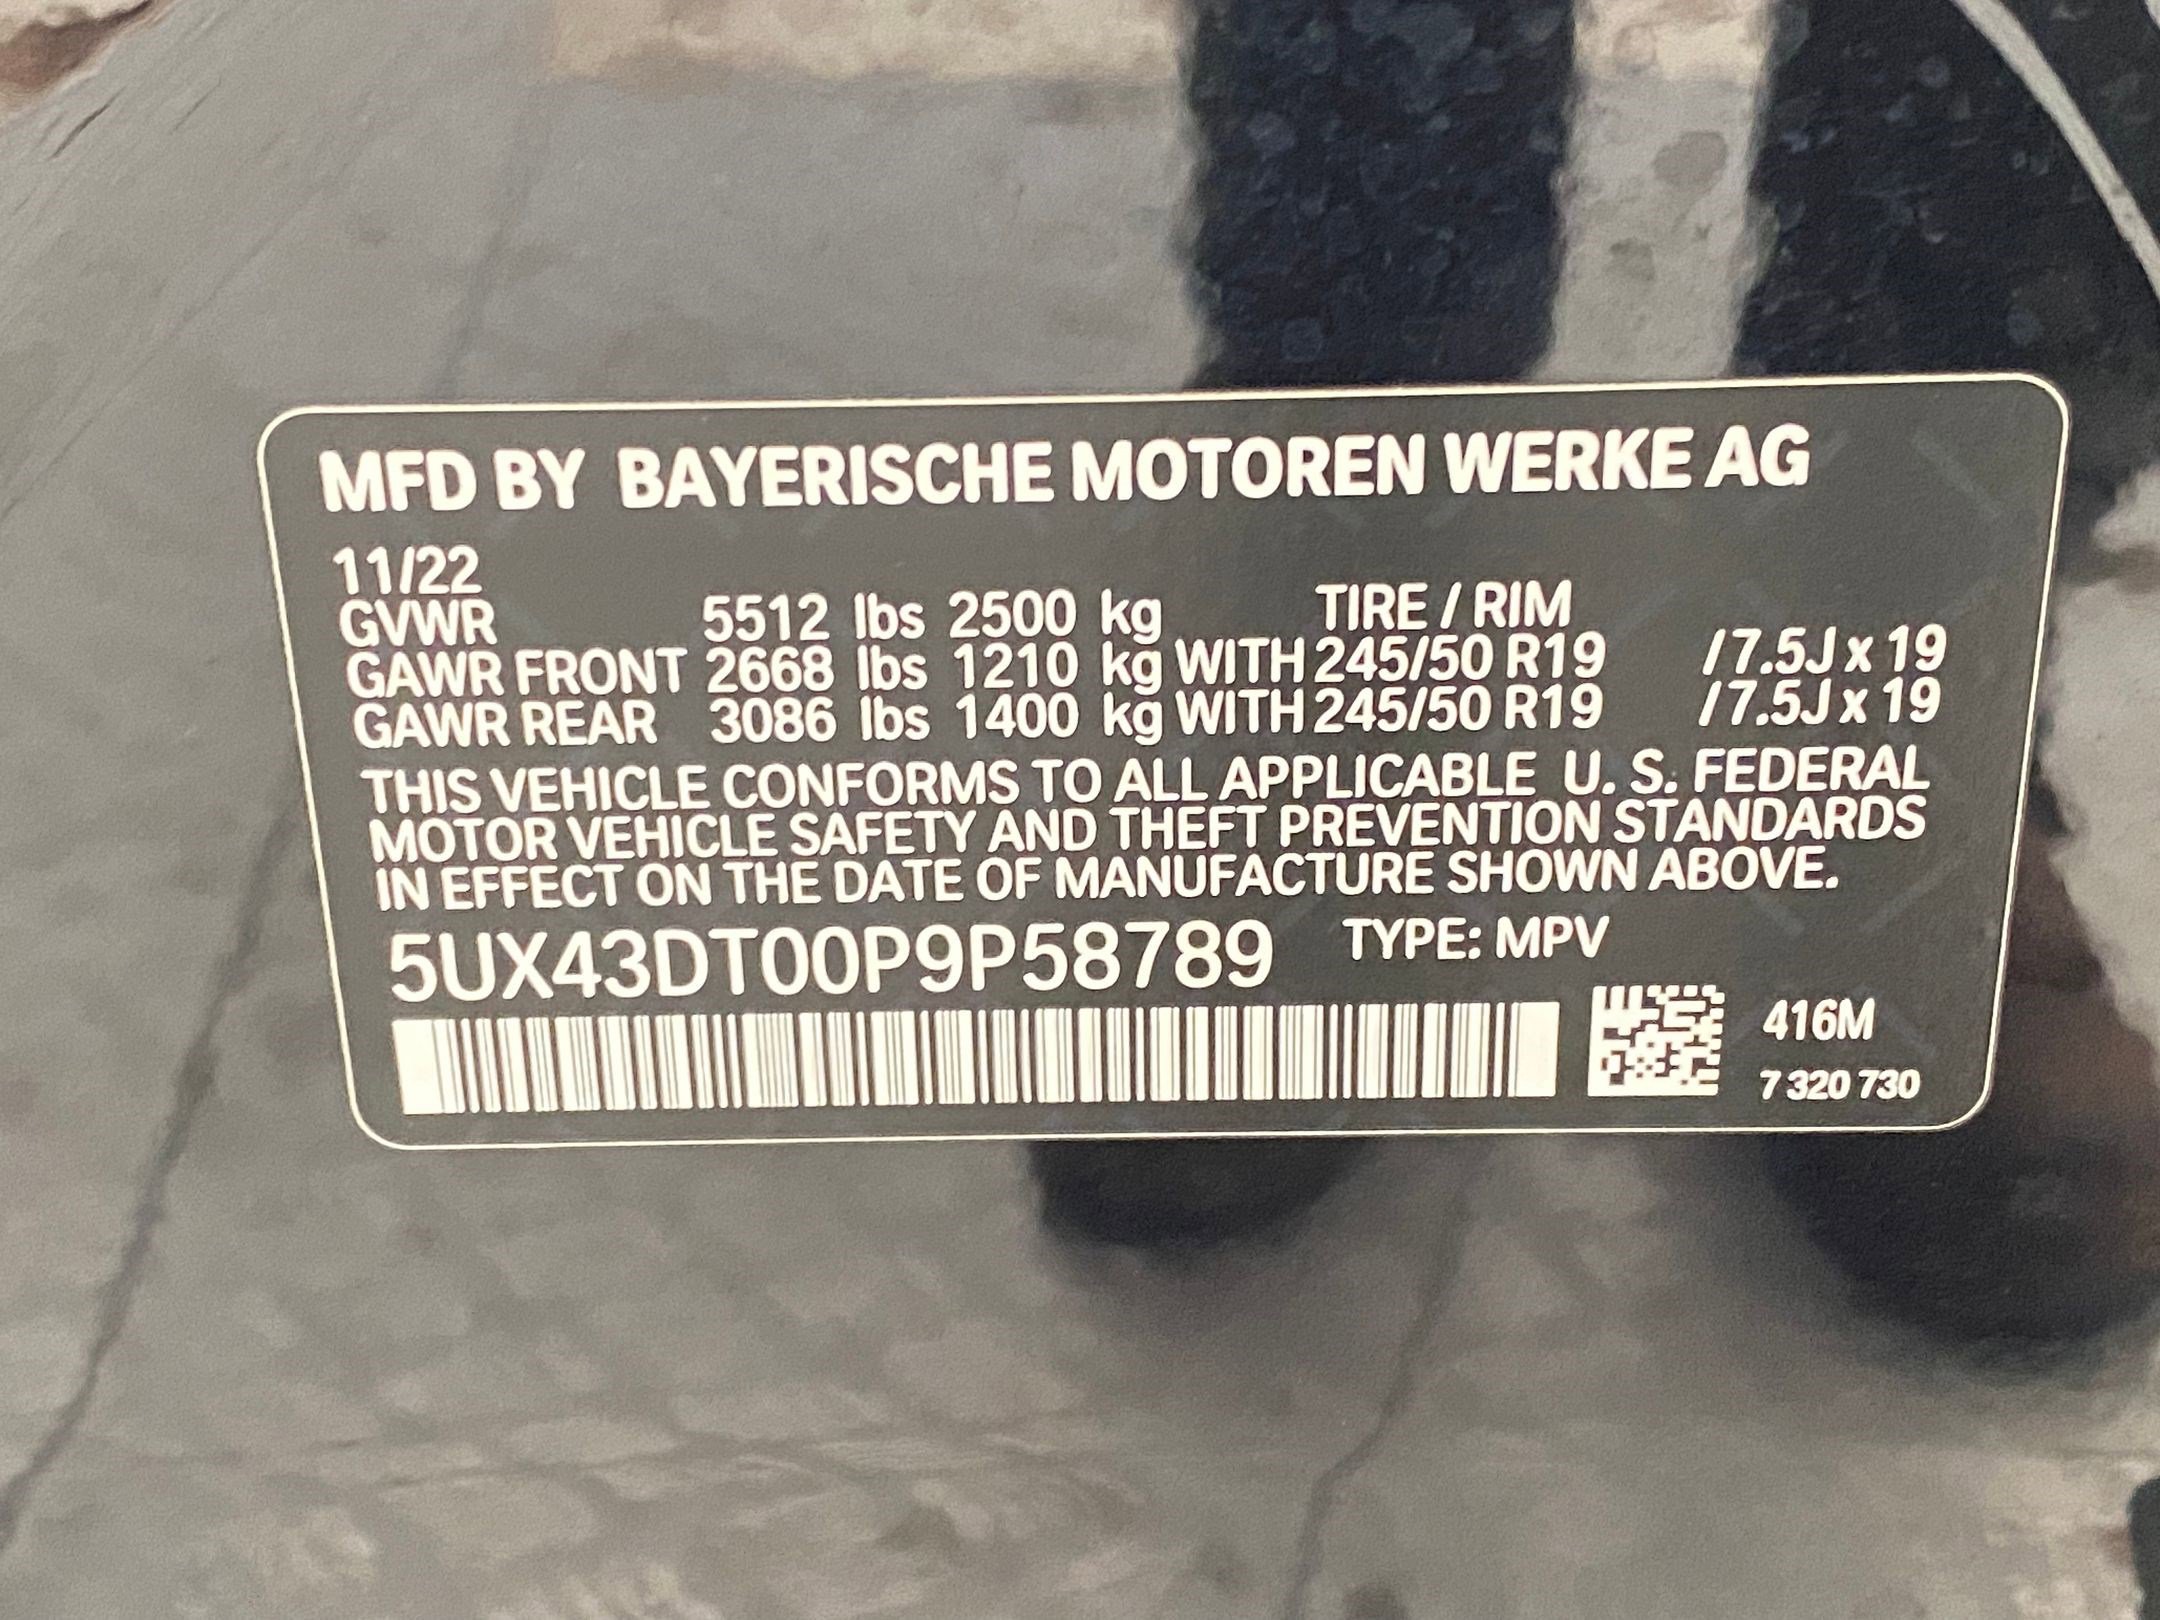 MFD BY BAYERISCHE MOTOREN WERKE AG
11/22
GVWR 5512 lbs 2500 kg TIRE / RIM
GAWR FRONT 2668 lbs 1210 kg WITH 245/50 R19 /7.5J x 19
GAWR REAR 3086 lbs 1400 kg WITH 245/50 R19 /7.5J x 19
THIS VEHICLE CONFORMS TO ALL APPLICABLE U. S. FEDERAL
MOTOR VEHICLE SAFETY AND THEFT PREVENTION STANDARDS
IN EFFECT ON THE DATE OF MANUFACTURE SHOWN ABOVE.
5UX43DT00P9P58789 TYPE: MPV
416M
7 320 730